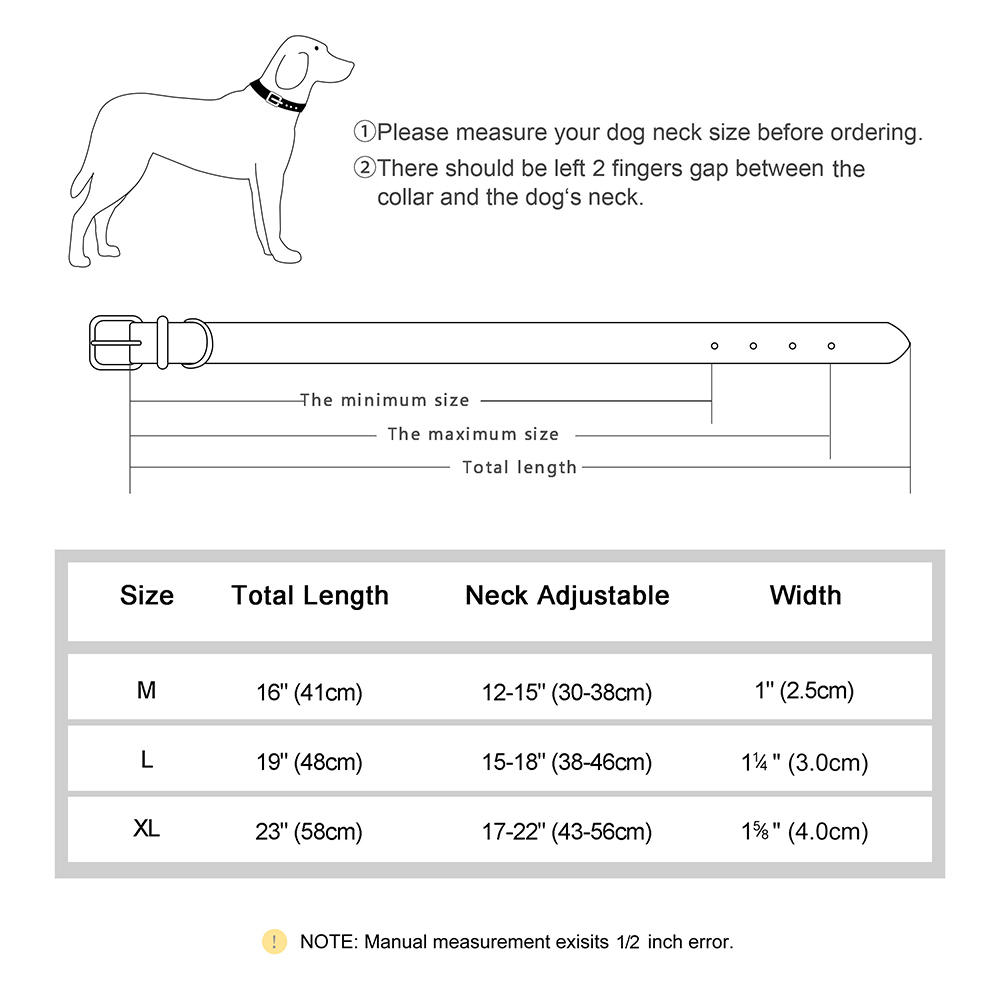 ①Please measure your dog neck size before ordering.
②There should be left 2 fingers gap between the
collar and the dog‘s neck.
The minimum size
The maximum size
Total length
Size Total Length Neck Adjustable Width
M 16" (41cm) 12-15" (30-38cm) 1" (2.5cm)
L 19" (48cm) 15-18" (38-46cm) 1¼" (3.0cm)
XL 23" (58cm) 17-22" (43-56cm) 1⅝" (4.0cm)
! NOTE: Manual measurement exisits 1/2 inch error.